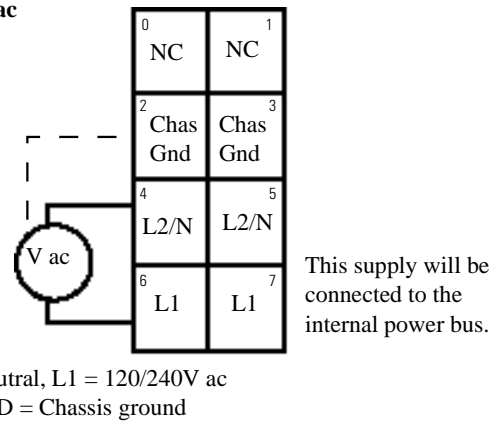 ac
0 1
NC NC
2 3
Chas Chas
Gnd Gnd
4 5
L2/N L2/N
V ac
6 7
L1 L1
This supply will be
connected to the
internal power bus.
utral, L1 = 120/240V ac
D = Chassis ground